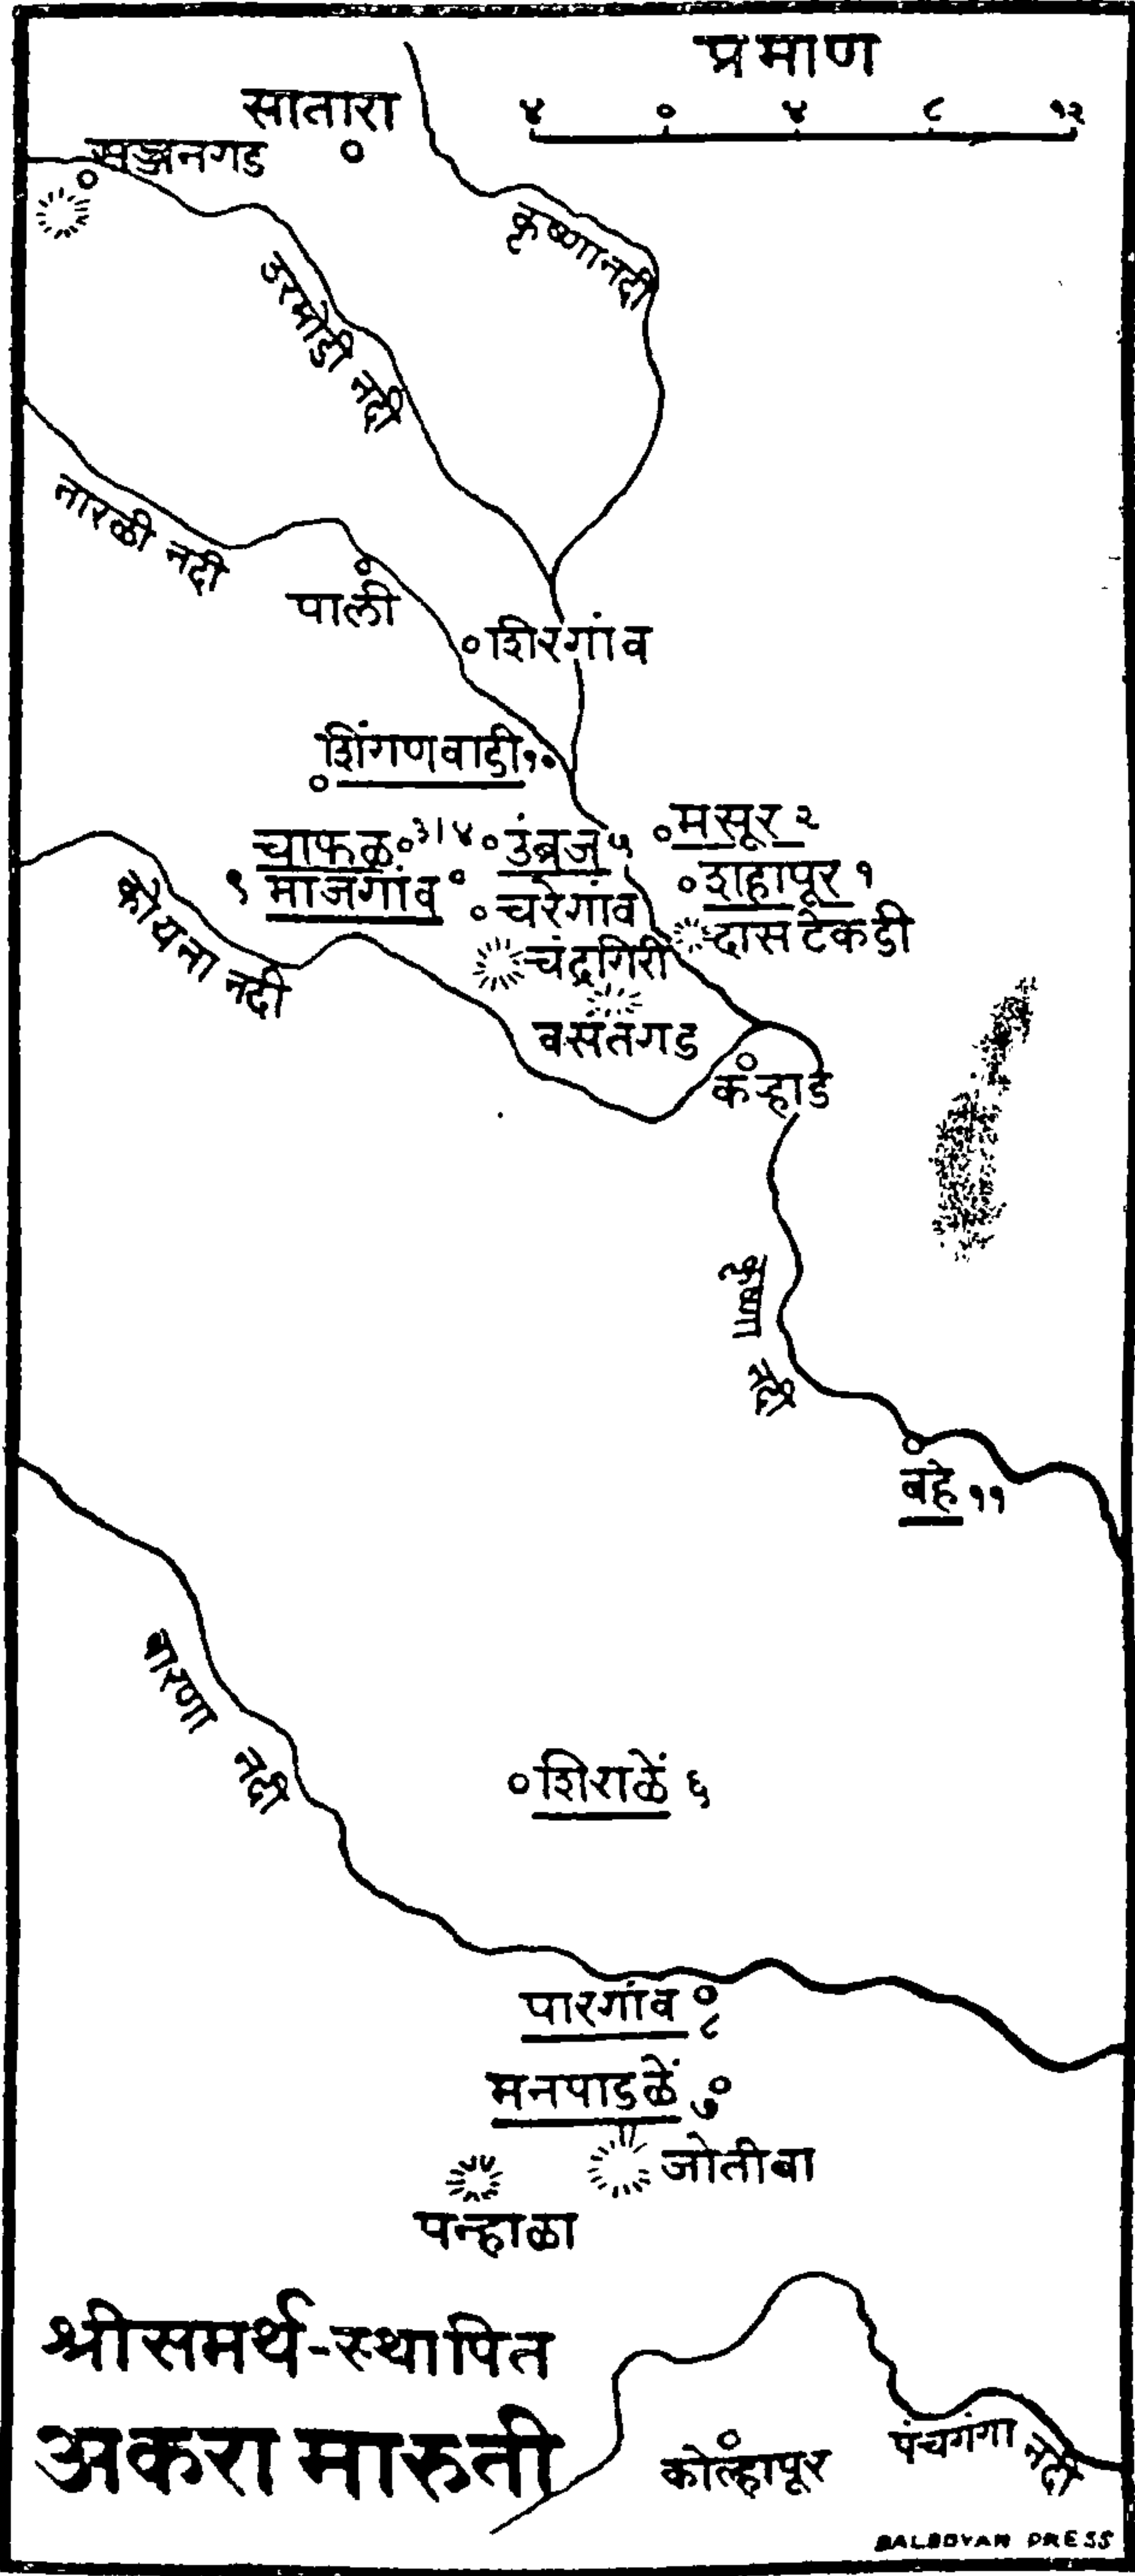 प्रमाण
४ ० ४ ८ १२
सातारा
सज्जनगड
कृष्णा नदी
उरमोडी नदी
तारळी नदी
पाली
शिरगांव
शिंगणवाडी १०
चाफळ ३।४
उंब्रज ५
मसूर २
९ माजगांव
शहापूर १
चरेगांव
दास टेकडी
चंद्रगिरी
कोयना नदी
वसंतगड
कऱ्हाड
कृष्णा नदी
बहे ११
वारणा नदी
शिराळें ६
पारगांव ८
मनपाडळें ७
जोतीबा
पन्हाळा
श्रीसमर्थ-स्थापित
अकरा मारुती
कोल्हापूर
पंचगंगा नदी
BALBOVAN PRESS